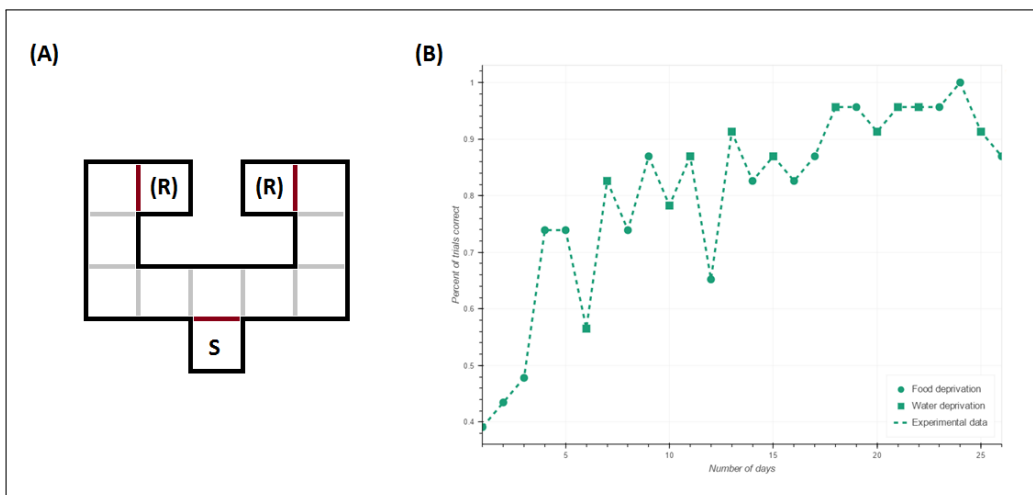 (A)
(R) (R)
S
(B)
Percent of trials correct
1
0.9
0.8
0.7
0.6
0.5
0.4
5 10 15 20 25
Number of days
Food deprivation
Water deprivation
Experimental data